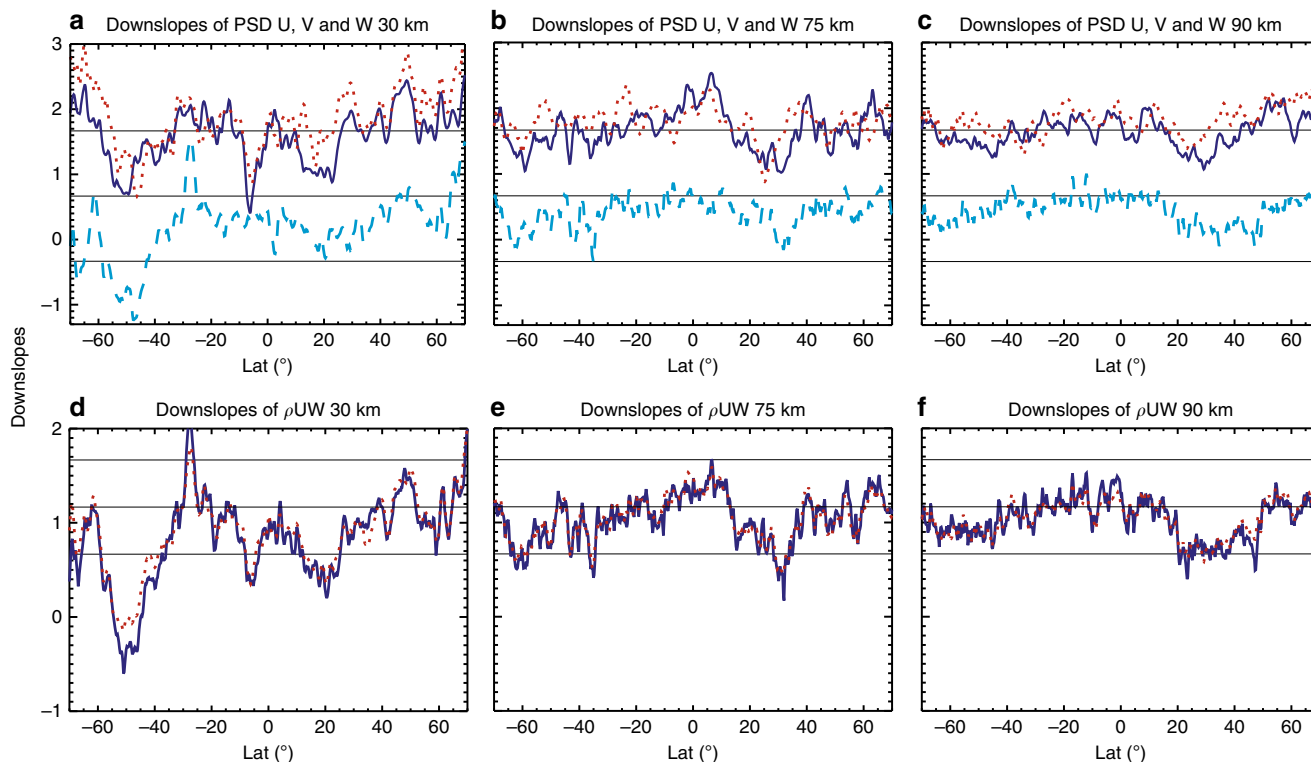 a Downslopes of PSD U, V and W 30 km
b Downslopes of PSD U, V and W 75 km
c Downslopes of PSD U, V and W 90 km
3
2
1
0
−1
−60 −40 −20 0 20 40 60
−60 −40 −20 0 20 40 60
−60 −40 −20 0 20 40 60
Lat (°)
Lat (°)
Lat (°)
Downslopes
d Downslopes of ρUW 30 km
e Downslopes of ρUW 75 km
f Downslopes of ρUW 90 km
2
1
0
−1
−60 −40 −20 0 20 40 60
−60 −40 −20 0 20 40 60
−60 −40 −20 0 20 40 60
Lat (°)
Lat (°)
Lat (°)